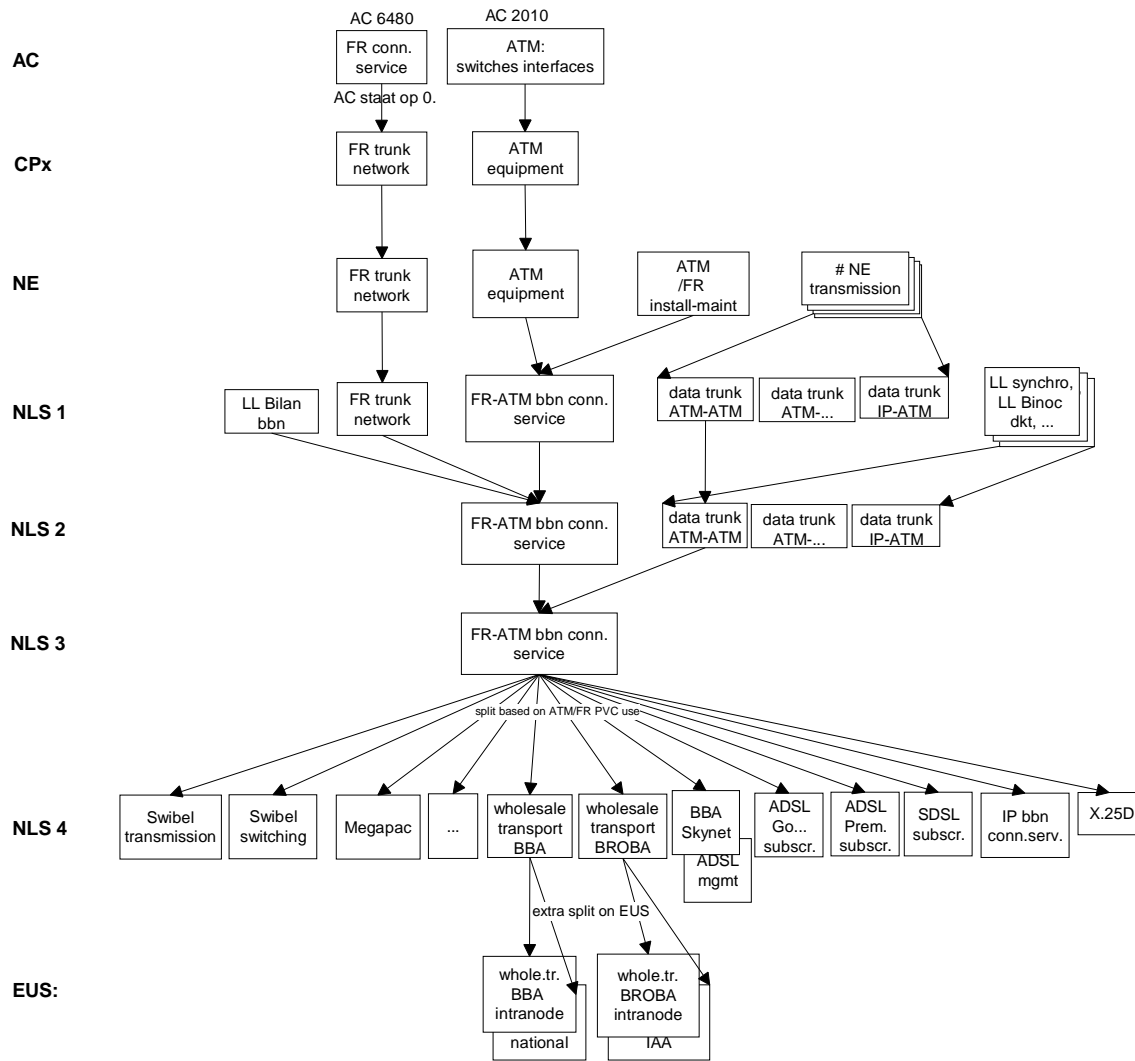 AC 6480
AC 2010
AC
FR conn.
service
ATM:
switches interfaces
AC staat op 0.
CPx
FR trunk
network
ATM
equipment
NE
FR trunk
network
ATM
equipment
ATM
/FR
install-maint
# NE
transmission
NLS 1
LL Bilan
bbn
FR trunk
network
FR-ATM bbn conn.
service
data trunk
ATM-ATM
data trunk
ATM-...
data trunk
IP-ATM
LL synchro,
LL Binoc
dkt, ...
NLS 2
FR-ATM bbn conn.
service
data trunk
ATM-ATM
data trunk
ATM-...
data trunk
IP-ATM
NLS 3
FR-ATM bbn conn.
service
split based on ATM/FR PVC use
NLS 4
Swibel
transmission
Swibel
switching
Megapac
...
wholesale
transport
BBA
wholesale
transport
BROBA
BBA
Skynet
ADSL
mgmt
ADSL
Go...
subscr.
ADSL
Prem.
subscr.
SDSL
subscr.
IP bbn
conn.serv.
X.25D
extra split on EUS
EUS:
whole.tr.
BBA
intranode
national
whole.tr.
BROBA
intranode
IAA